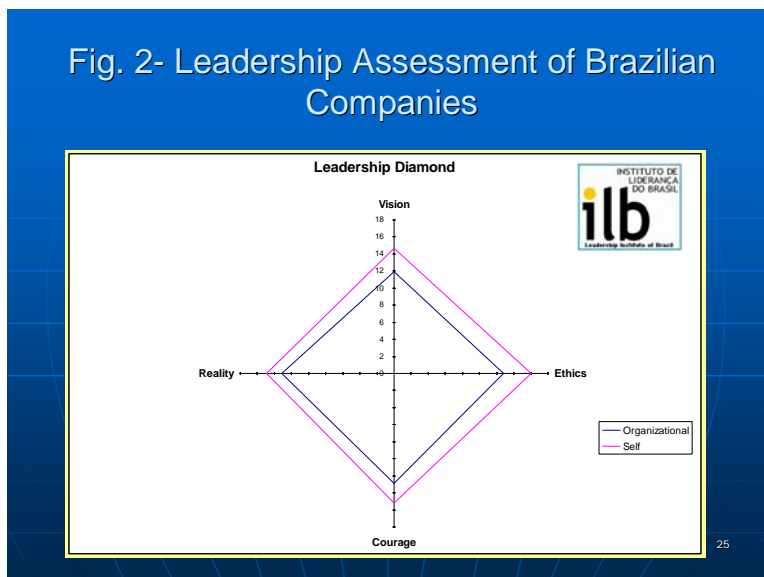 Fig. 2- Leadership Assessment of Brazilian
Companies
Leadership Diamond
INSTITUTO DE
LIDERANÇA
DO BRASIL
ilb
Leadership Institute of Brazil
Vision
18
16
14
12
10
8
6
4
2
0
Reality
Ethics
Organizational
Self
Courage
25